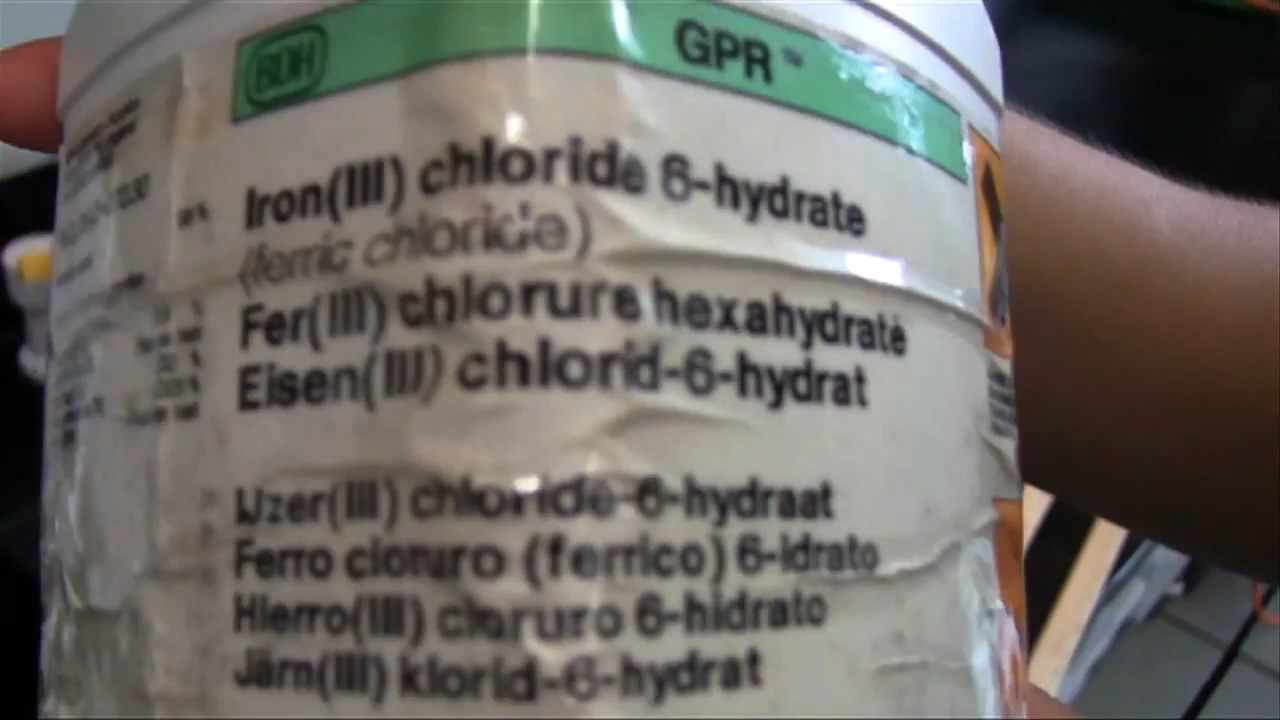 BDH
GPR™
Iron(III) chloride 6-hydrate
(ferric chloride)
Fer(III) chlorure hexahydraté
Eisen(III) chlorid-6-hydrat
IJzer(III) chloride-6-hydraat
Ferro cloruro (ferrico) 6-idrato
Hierro(III) cloruro 6-hidrato
Järn(III) klorid-6-hydrat